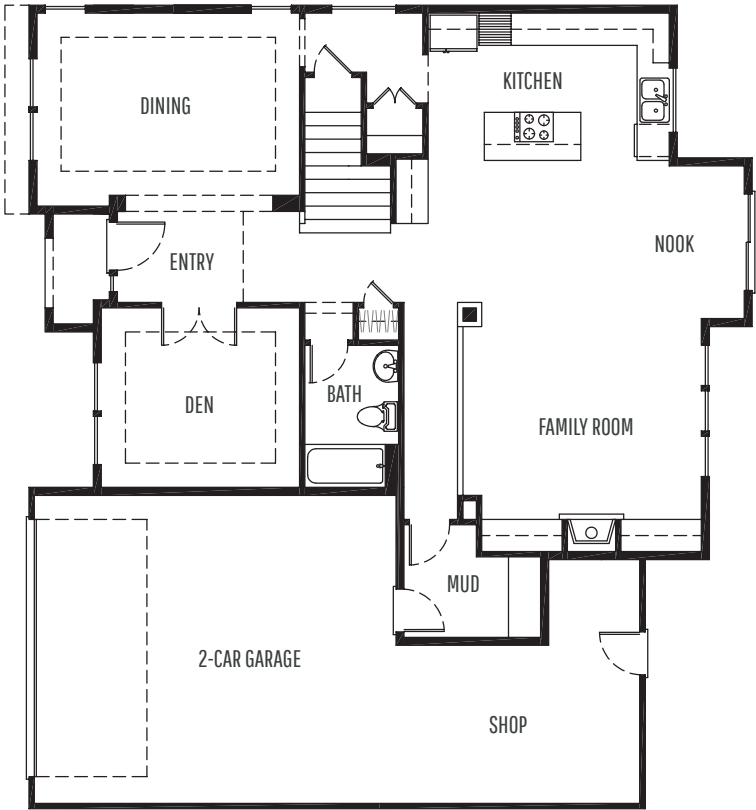 KITCHEN
DINING
NOOK
ENTRY
BATH
DEN
FAMILY ROOM
MUD
2-CAR GARAGE
SHOP